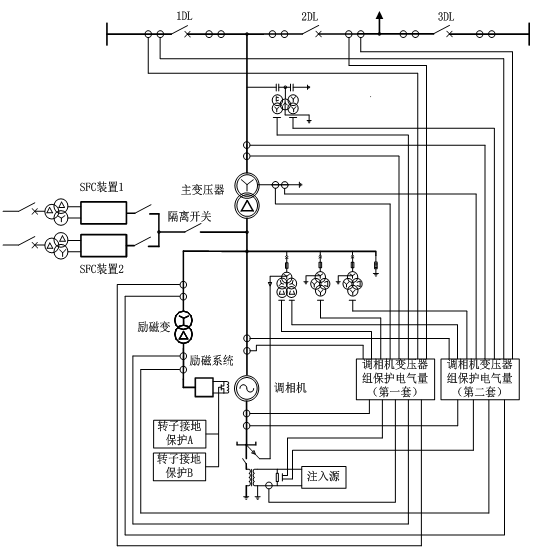 1DL
2DL
3DL
SFC装置1
主变压器
隔离开关
SFC装置2
励磁变
励磁系统
调相机
调相机变压器
组保护电气量
（第一套）
调相机变压器
组保护电气量
（第二套）
转子接地
保护A
转子接地
保护B
注入源